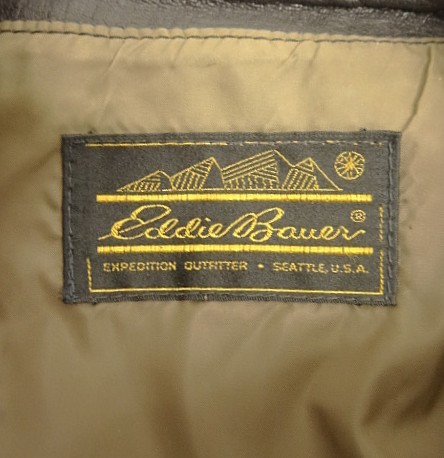 Eddie Bauer®
EXPEDITION OUTFITTER • SEATTLE, U.S.A.